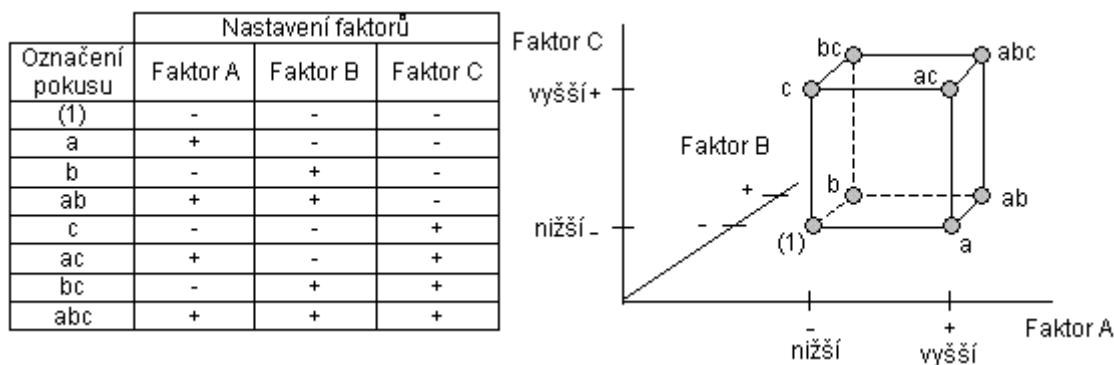 Nastavení faktorů
Označení pokusu Faktor A Faktor B Faktor C
(1) - - -
a + - -
b - + -
ab + + -
c - - +
ac + - +
bc - + +
abc + + +
Faktor C
vyšší +
nižší -
Faktor B
+
-
bc abc
c ac
b ab
(1) a
- +
nižší vyšší
Faktor A